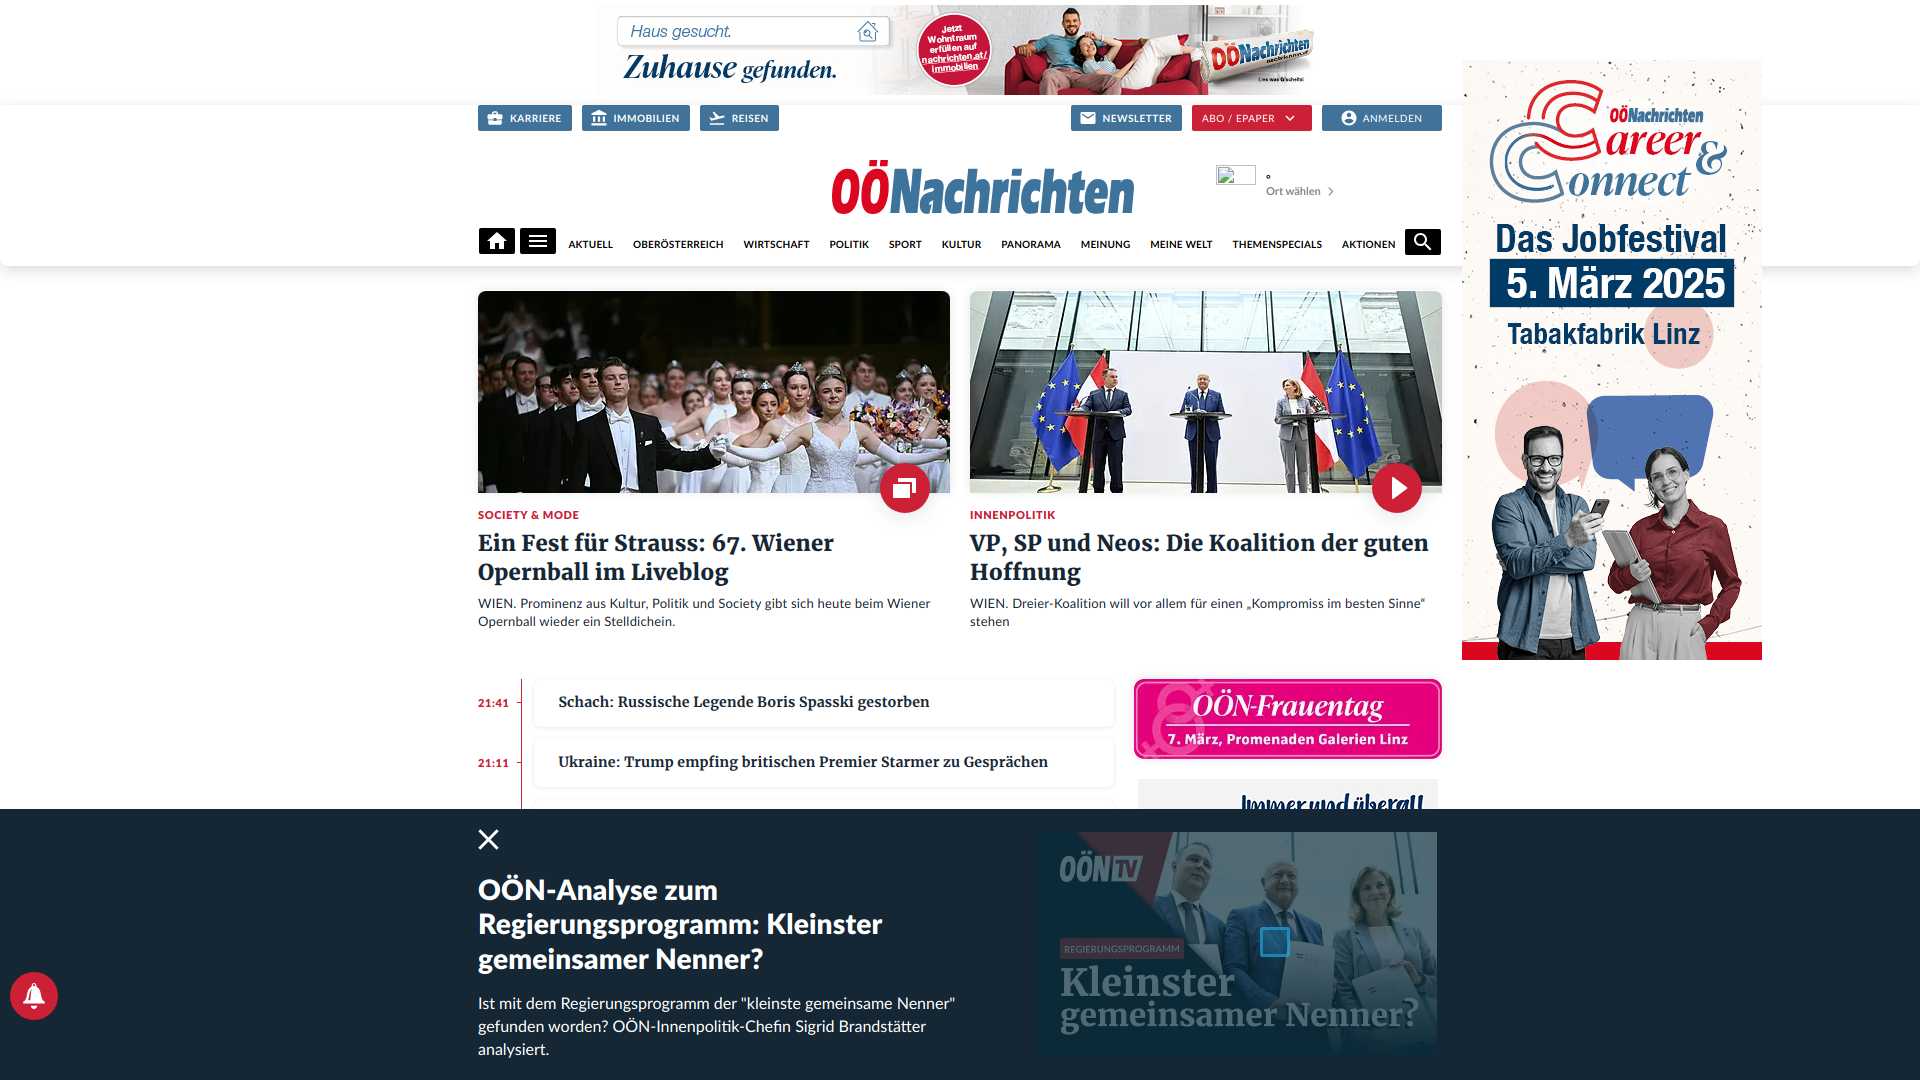 Haus gesucht.
Zuhause gefunden.
Jetzt
Wohntraum
erfüllen auf
nachrichten.at/
immobilien
OÖNachrichten
Lies was G'scheits!
KARRIERE
IMMOBILIEN
REISEN
NEWSLETTER
ABO / EPAPER
ANMELDEN
OÖNachrichten
°
Ort wählen
AKTUELL
OBERÖSTERREICH
WIRTSCHAFT
POLITIK
SPORT
KULTUR
PANORAMA
MEINUNG
MEINE WELT
THEMENSPECIALS
AKTIONEN
OÖNachrichten
Career &
Connect
Das Jobfestival
5. März 2025
Tabakfabrik Linz
SOCIETY & MODE
Ein Fest für Strauss: 67. Wiener
Opernball im Liveblog
WIEN. Prominenz aus Kultur, Politik und Society gibt sich heute beim Wiener
Opernball wieder ein Stelldichein.
INNENPOLITIK
VP, SP und Neos: Die Koalition der guten
Hoffnung
WIEN. Dreier-Koalition will vor allem für einen „Kompromiss im besten Sinne“
stehen
21:41
Schach: Russische Legende Boris Spasski gestorben
21:11
Ukraine: Trump empfing britischen Premier Starmer zu Gesprächen
OÖN-Frauentag
7. März, Promenaden Galerien Linz
Immer und überall
OÖN-Analyse zum
Regierungsprogramm: Kleinster
gemeinsamer Nenner?
Ist mit dem Regierungsprogramm der "kleinste gemeinsame Nenner"
gefunden worden? OÖN-Innenpolitik-Chefin Sigrid Brandstätter
analysiert.
OÖN TV
REGIERUNGSPROGRAMM
Kleinster
gemeinsamer Nenner?